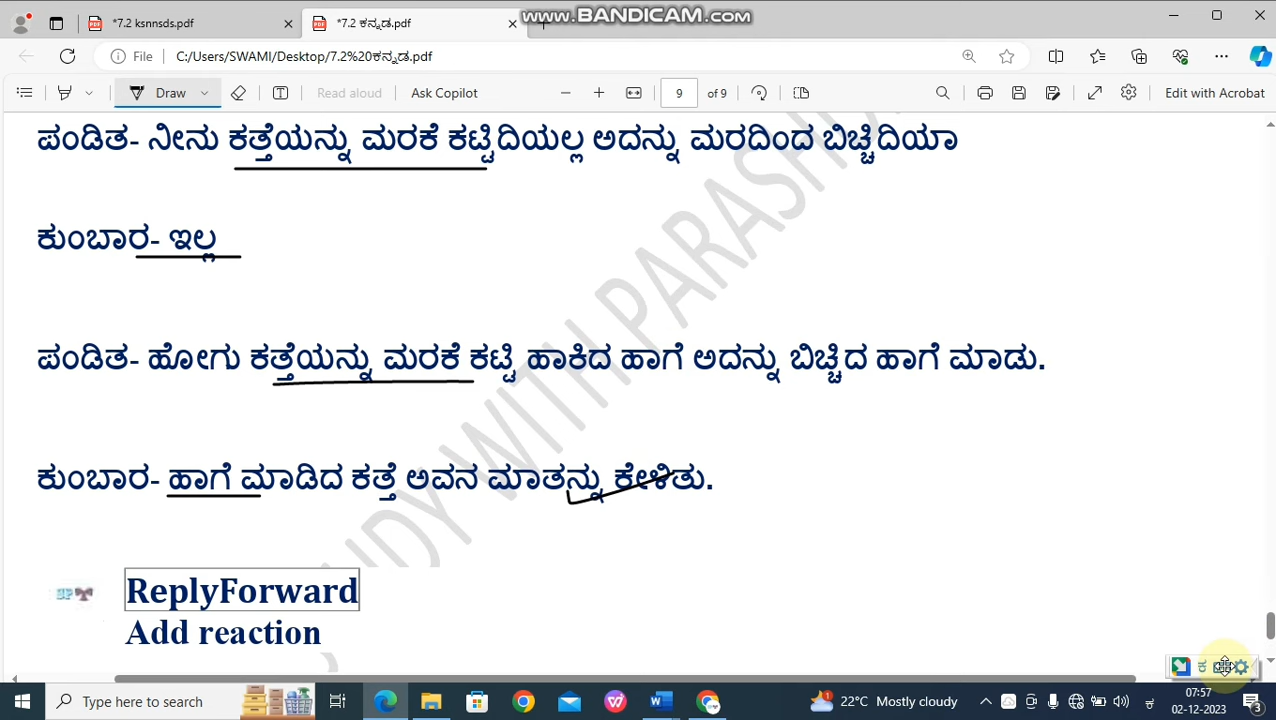 www.BANDICAM.com
*7.2 ksnnsds.pdf
*7.2 ಕನ್ನಡ.pdf
File C:/Users/SWAMI/Desktop/7.2%20ಕನ್ನಡ.pdf
Draw Read aloud Ask Copilot 9 of 9 Edit with Acrobat
ಪಂಡಿತ- ನೀನು ಕತ್ತೆಯನ್ನು ಮರಕೆ ಕಟ್ಟಿದಿಯಲ್ಲ ಅದನ್ನು ಮರದಿಂದ ಬಿಚ್ಚಿದಿಯಾ
ಕುಂಬಾರ- ಇಲ್ಲ
ಪಂಡಿತ- ಹೋಗು ಕತ್ತೆಯನ್ನು ಮರಕೆ ಕಟ್ಟಿ ಹಾಕಿದ ಹಾಗೆ ಅದನ್ನು ಬಿಚ್ಚಿದ ಹಾಗೆ ಮಾಡು.
ಕುಂಬಾರ- ಹಾಗೆ ಮಾಡಿದ ಕತ್ತೆ ಅವನ ಮಾತನ್ನು ಕೇಳಿತು.
WITH PARASHI
ReplyForward
Add reaction
ಕ
Type here to search
22°C Mostly cloudy
07:57
02-12-2023